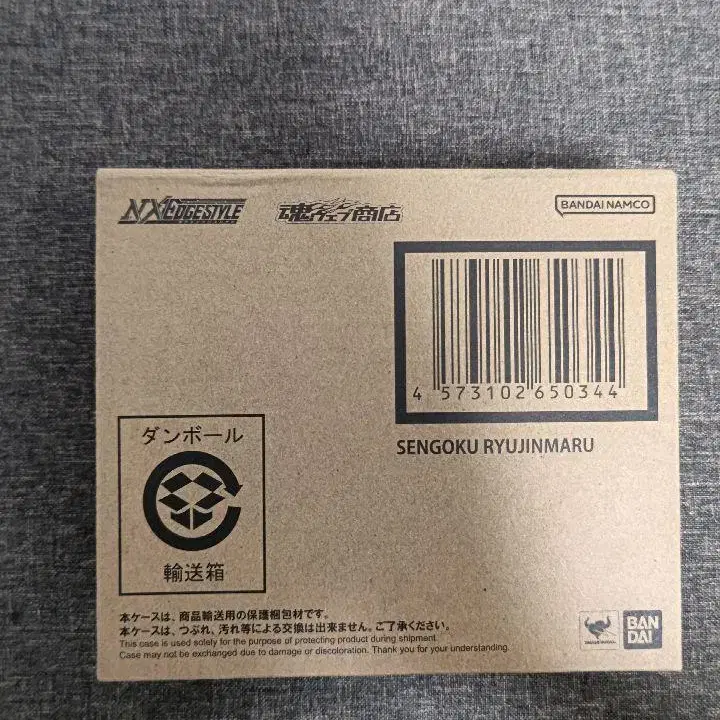 NXEDGE STYLE
魂ウェブ商店
BANDAI NAMCO
4 573102 650344
SENGOKU RYUJINMARU
ダンボール
輸送箱
本ケースは、商品輸送用の保護梱包材です。
本ケースは、つぶれ、汚れ等による交換は出来ません。ご了承ください。
This case is used solely for the purpose of protecting product during shipment.
Case may not be exchanged due to damage or discoloration. Thank you for your understanding.
BAN
DAI